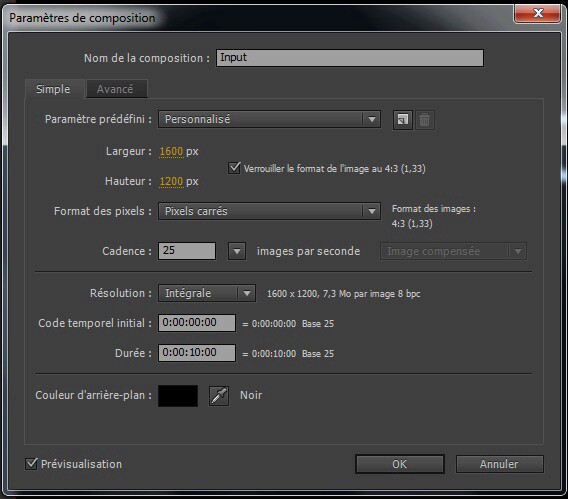 Paramètres de composition
Nom de la composition : Input
Simple Avancé
Paramètre prédéfini : Personnalisé
Largeur : 1600 px
Verrouiller le format de l'image au 4:3 (1,33)
Hauteur : 1200 px
Format des pixels : Pixels carrés
Format des images :
4:3 (1,33)
Cadence : 25 images par seconde Image compensée
Résolution : Intégrale 1600 x 1200, 7,3 Mo par image 8 bpc
Code temporel initial : 0:00:00:00 = 0:00:00:00 Base 25
Durée : 0:00:10:00 = 0:00:10:00 Base 25
Couleur d'arrière-plan : Noir
Prévisualisation OK Annuler